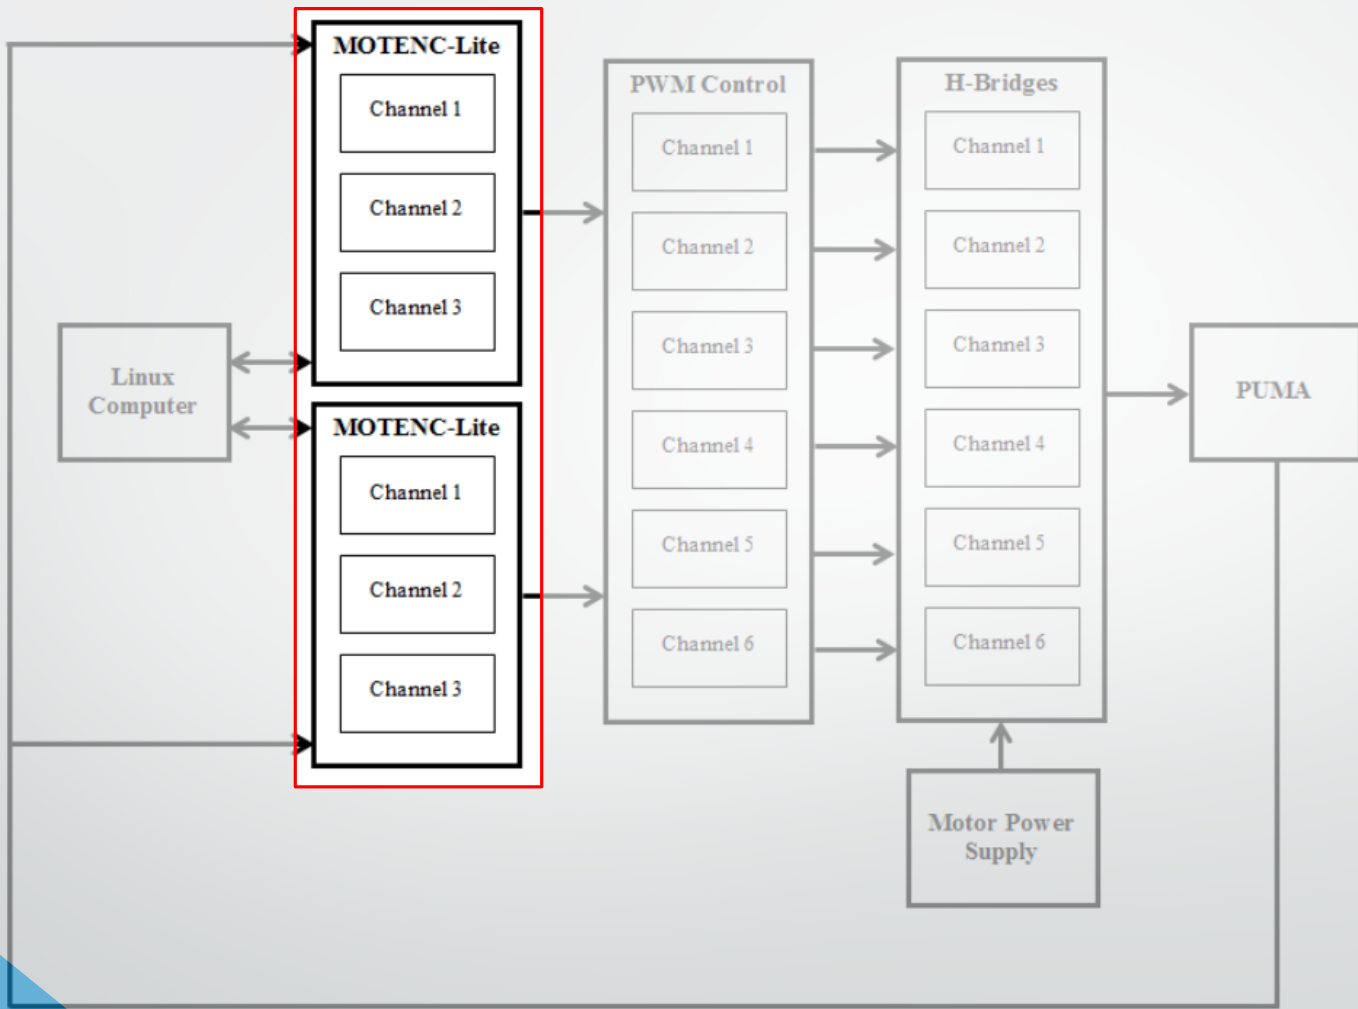 MOTENC-Lite
Channel 1
Channel 2
Channel 3
MOTENC-Lite
Channel 1
Channel 2
Channel 3
Linux
Computer
PWM Control
Channel 1
Channel 2
Channel 3
Channel 4
Channel 5
Channel 6
H-Bridges
Channel 1
Channel 2
Channel 3
Channel 4
Channel 5
Channel 6
PUMA
Motor Power
Supply